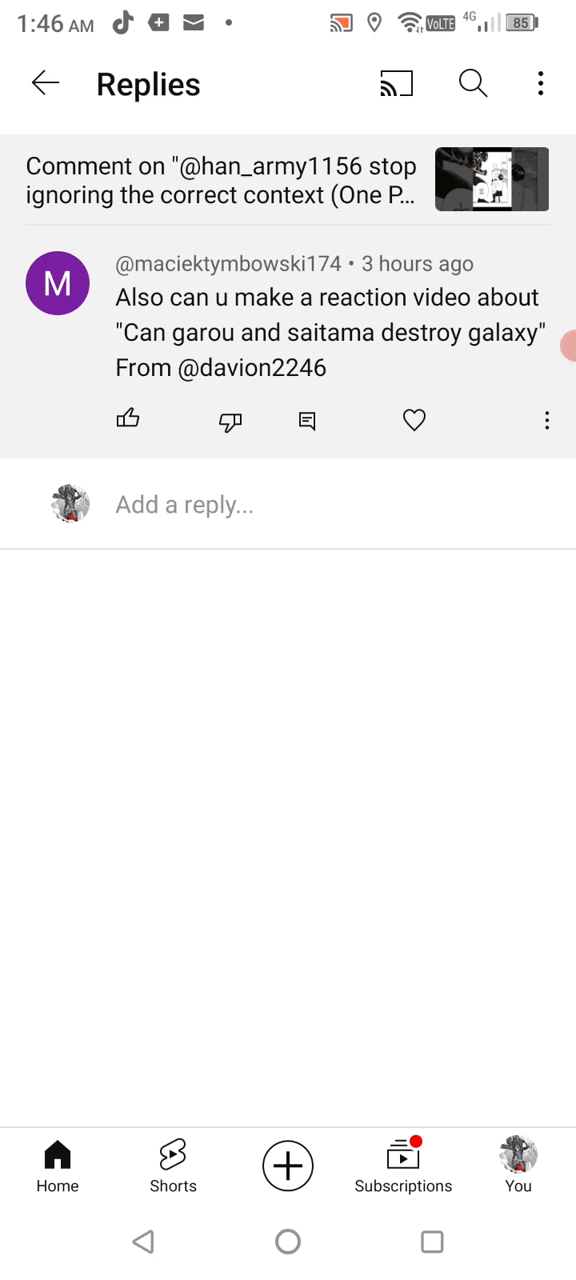 1:46 AM
VoLTE
4G
85
Replies
Comment on "@han_army1156 stop
ignoring the correct context (One P...
M
@maciektymbowski174 • 3 hours ago
Also can u make a reaction video about
"Can garou and saitama destroy galaxy"
From @davion2246
Add a reply...
Home
Shorts
Subscriptions
You